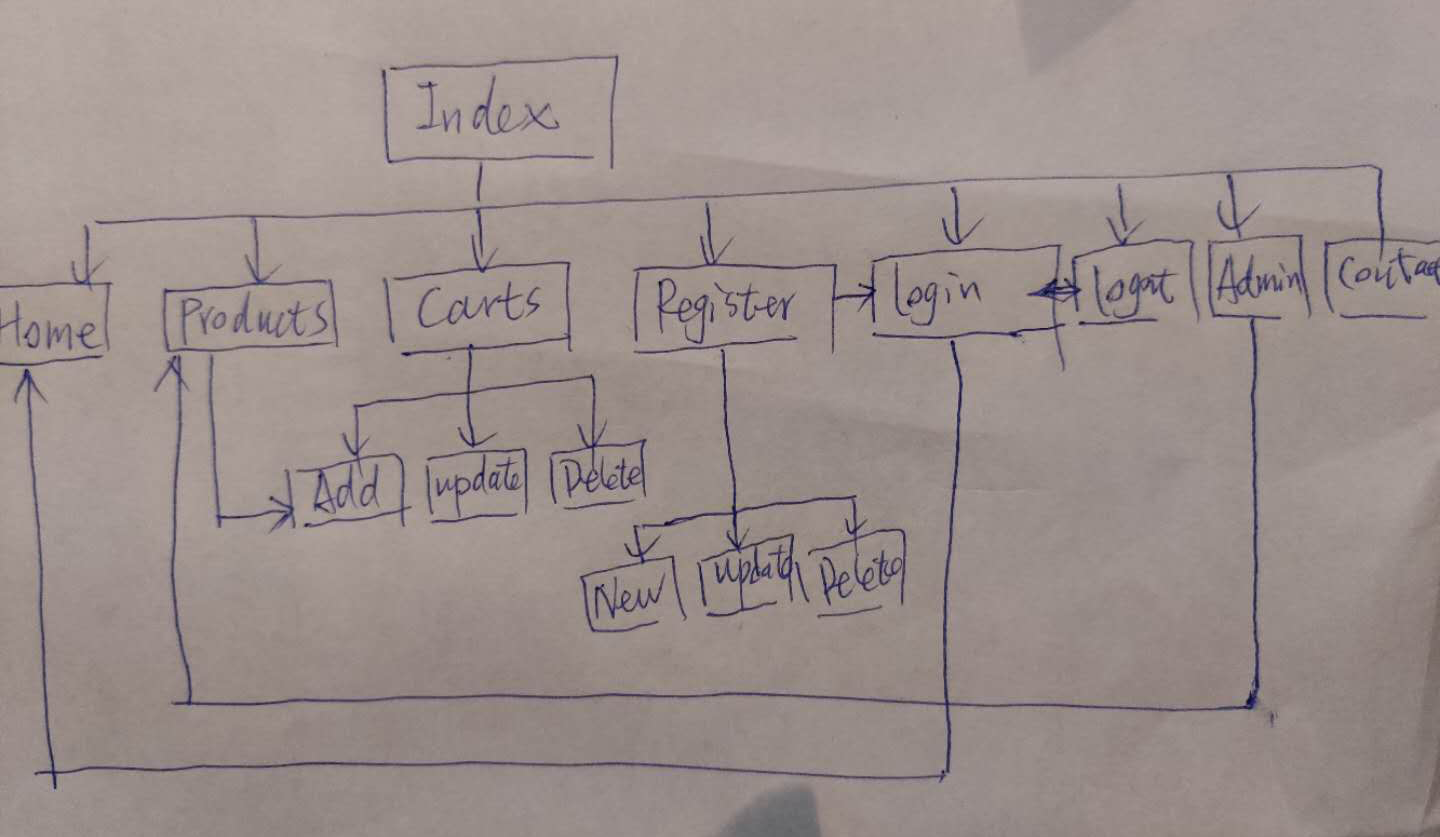 Index
Home
Products
Carts
Register
Login
Logout
Admin
Add
update
Delete
New
update
Delete